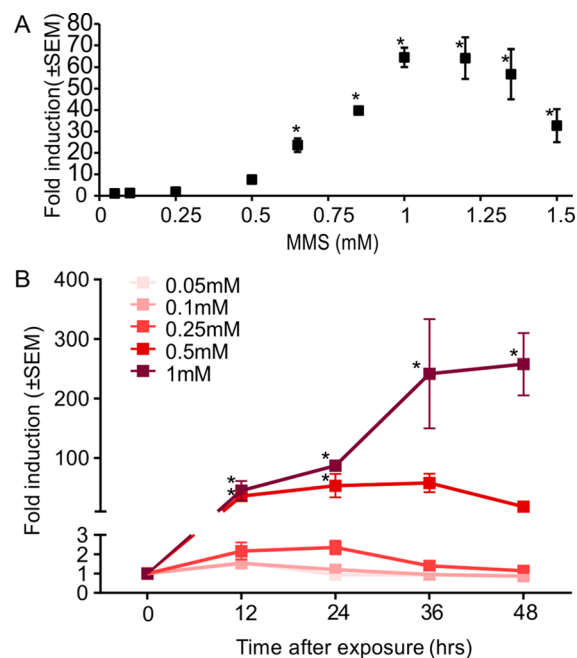 A
Fold induction(±SEM)
80
70
60
50
40
30
20
10
0
* * * * * *
0 0.25 0.5 0.75 1 1.25 1.5
MMS (mM)
B
Fold induction (±SEM)
400
300
200
100
3
2
1
0
0.05mM
0.1mM
0.25mM
0.5mM
1mM
* * * * * *
0 12 24 36 48
Time after exposure (hrs)